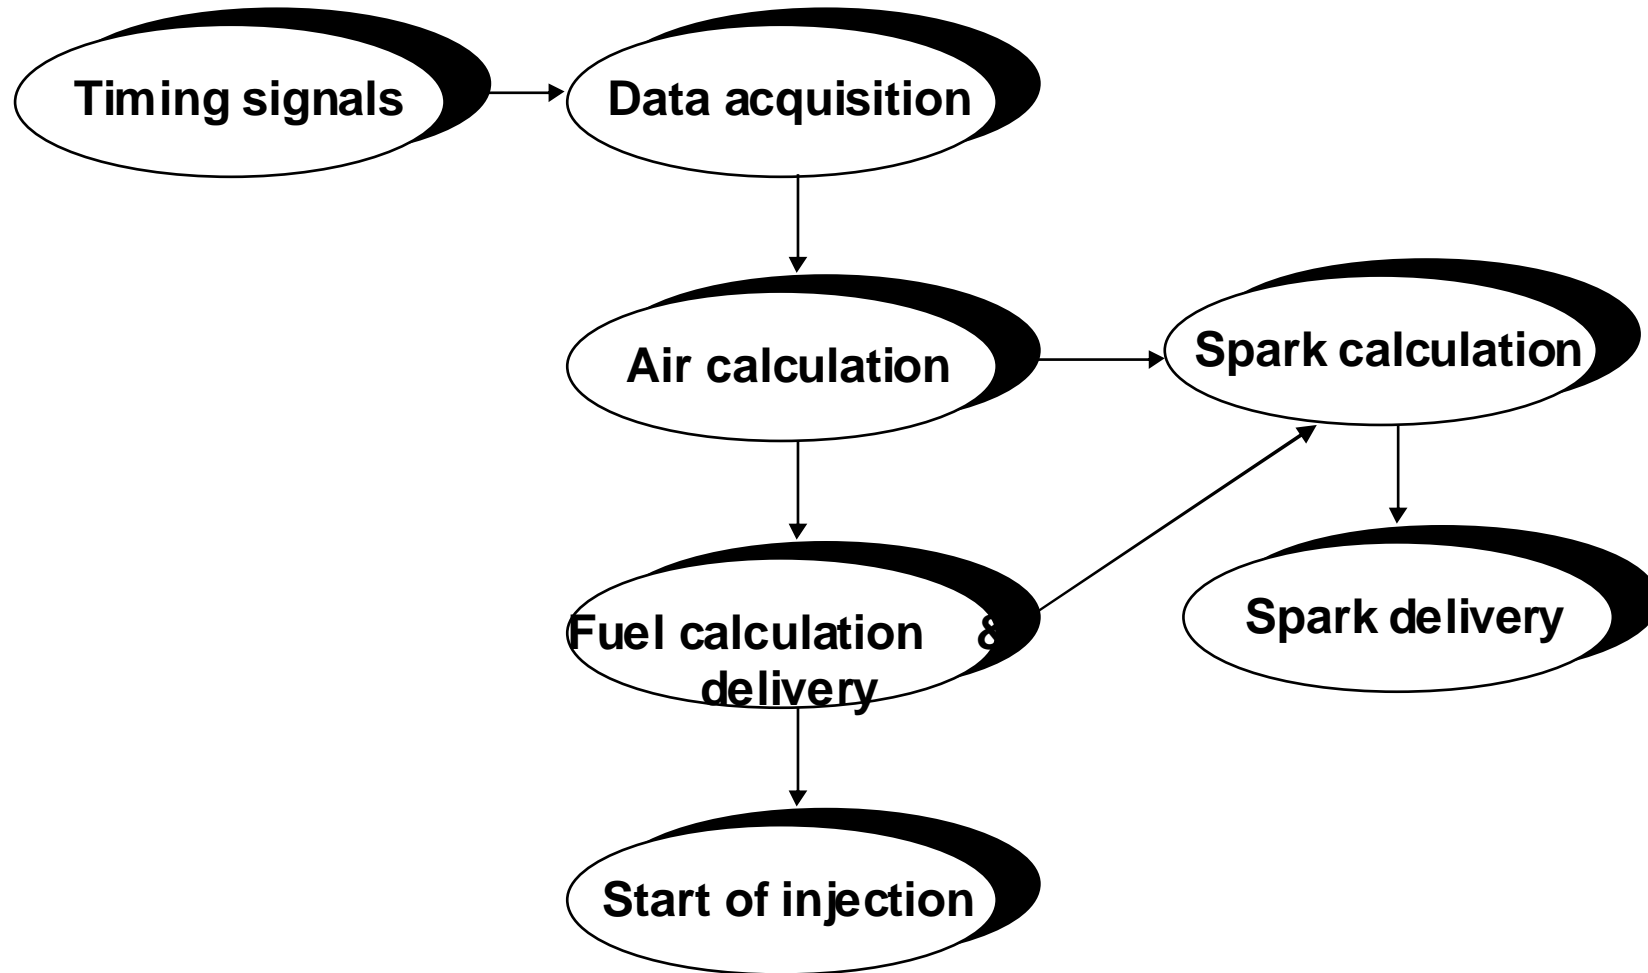 Timing signals
Data acquisition
Air calculation
Spark calculation
Fuel calculation &
delivery
Spark delivery
Start of injection